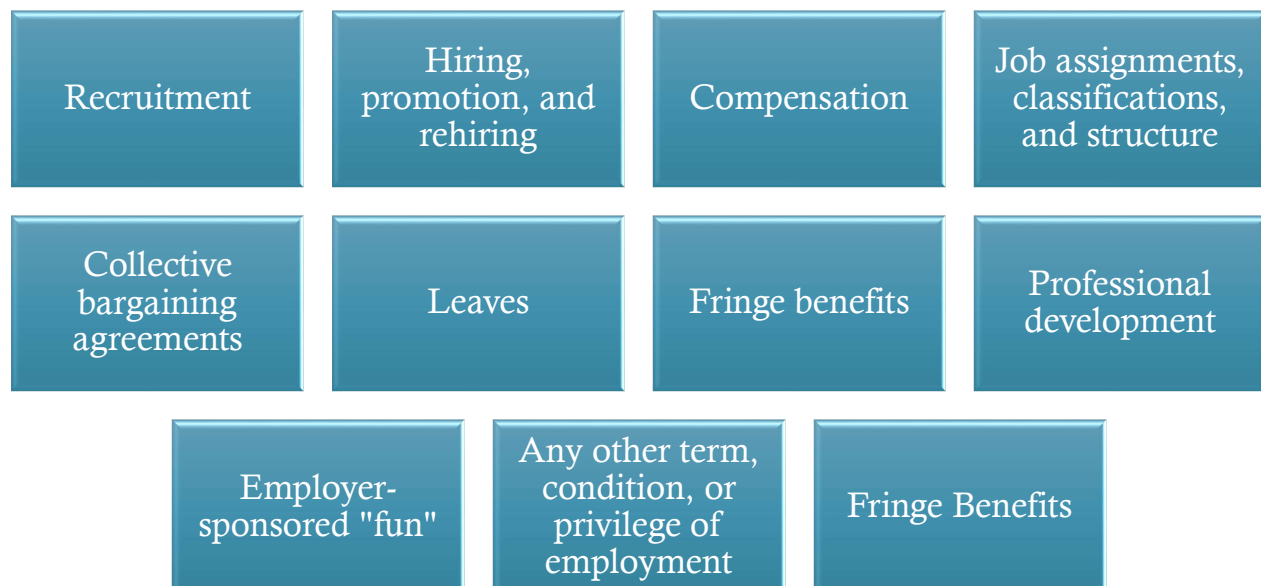 Recruitment
Hiring,
promotion, and
rehiring
Compensation
Job assignments,
classifications,
and structure
Collective
bargaining
agreements
Leaves
Fringe benefits
Professional
development
Employer-
sponsored "fun"
Any other term,
condition, or
privilege of
employment
Fringe Benefits